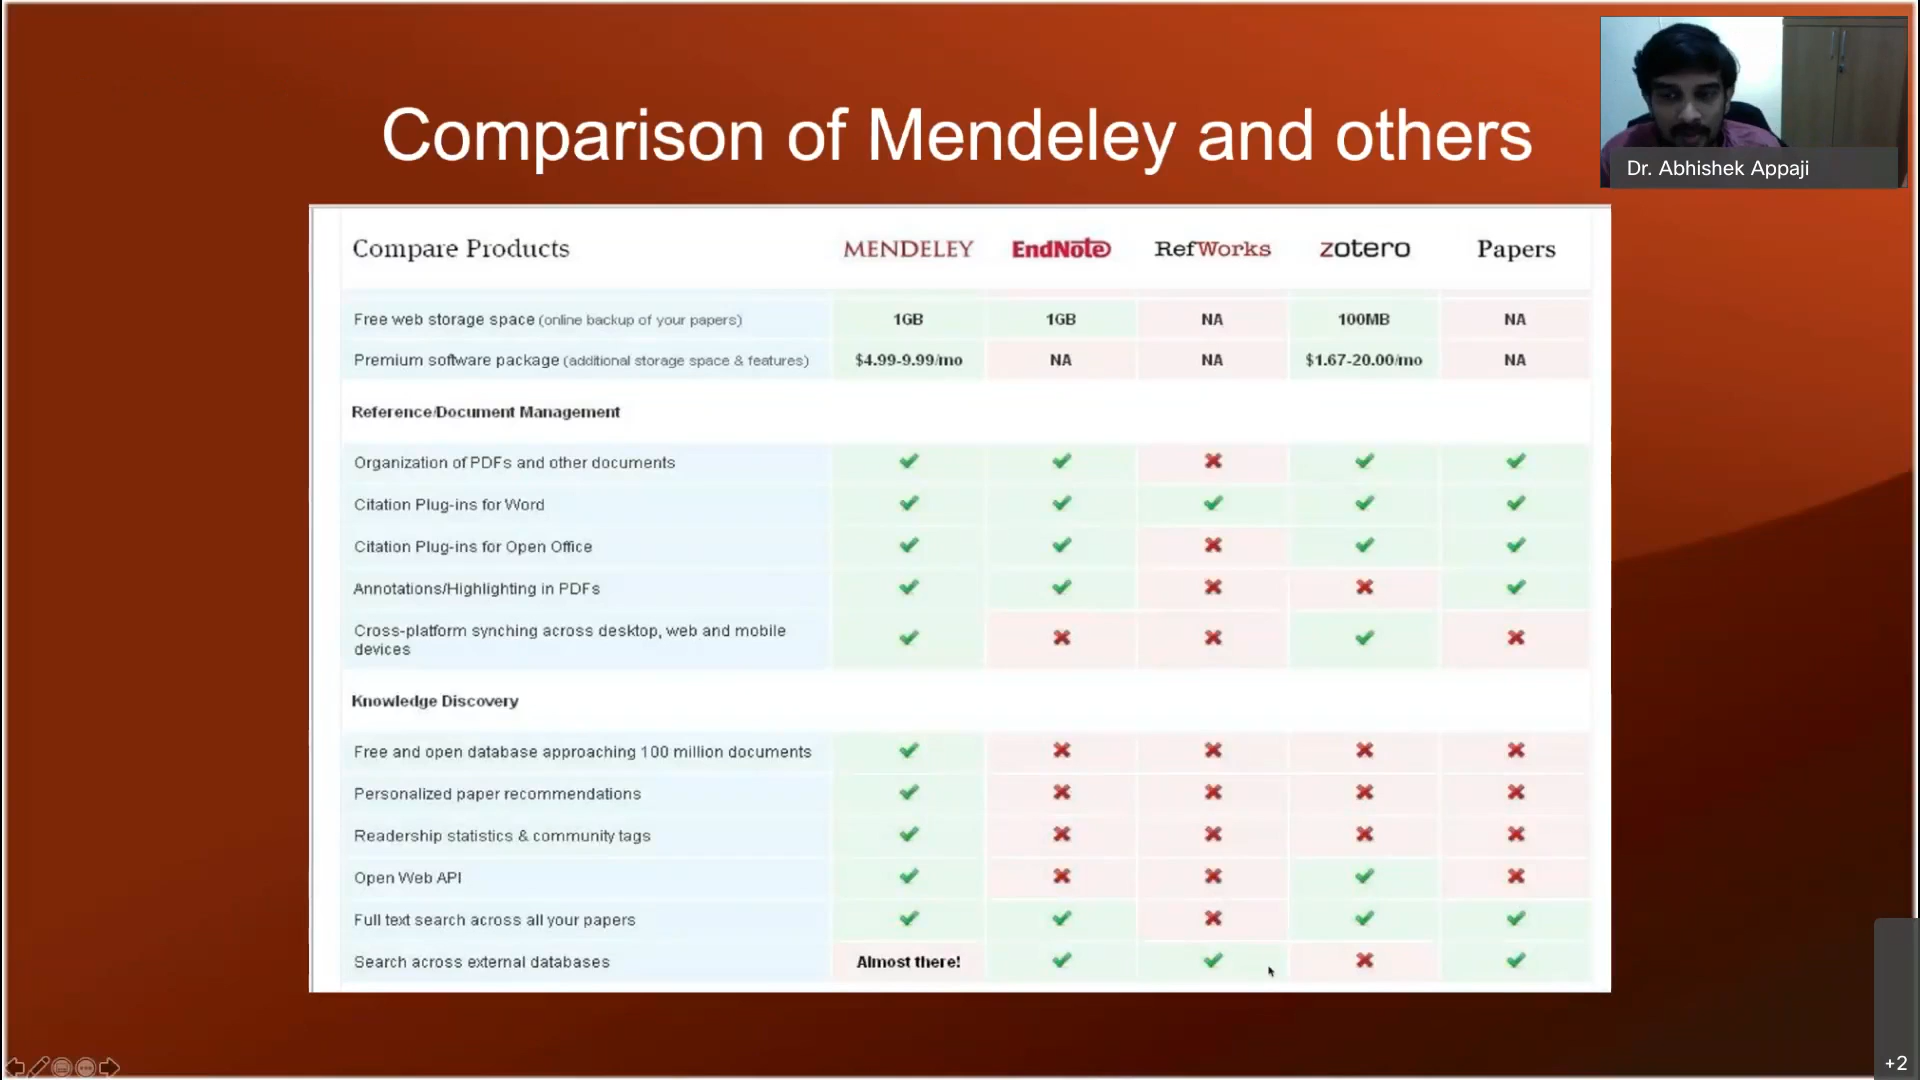 Comparison of Mendeley and others
Dr. Abhishek Appaji
Compare Products MENDELEY EndNote RefWorks zotero Papers
Free web storage space (online backup of your papers) 1GB 1GB NA 100MB NA
Premium software package (additional storage space & features) $4.99-9.99/mo NA NA $1.67-20.00/mo NA
Reference/Document Management
Organization of PDFs and other documents
Citation Plug-ins for Word
Citation Plug-ins for Open Office
Annotations/Highlighting in PDFs
Cross-platform synching across desktop, web and mobile
devices
Knowledge Discovery
Free and open database approaching 100 million documents
Personalized paper recommendations
Readership statistics & community tags
Open Web API
Full text search across all your papers
Search across external databases Almost there!
+2